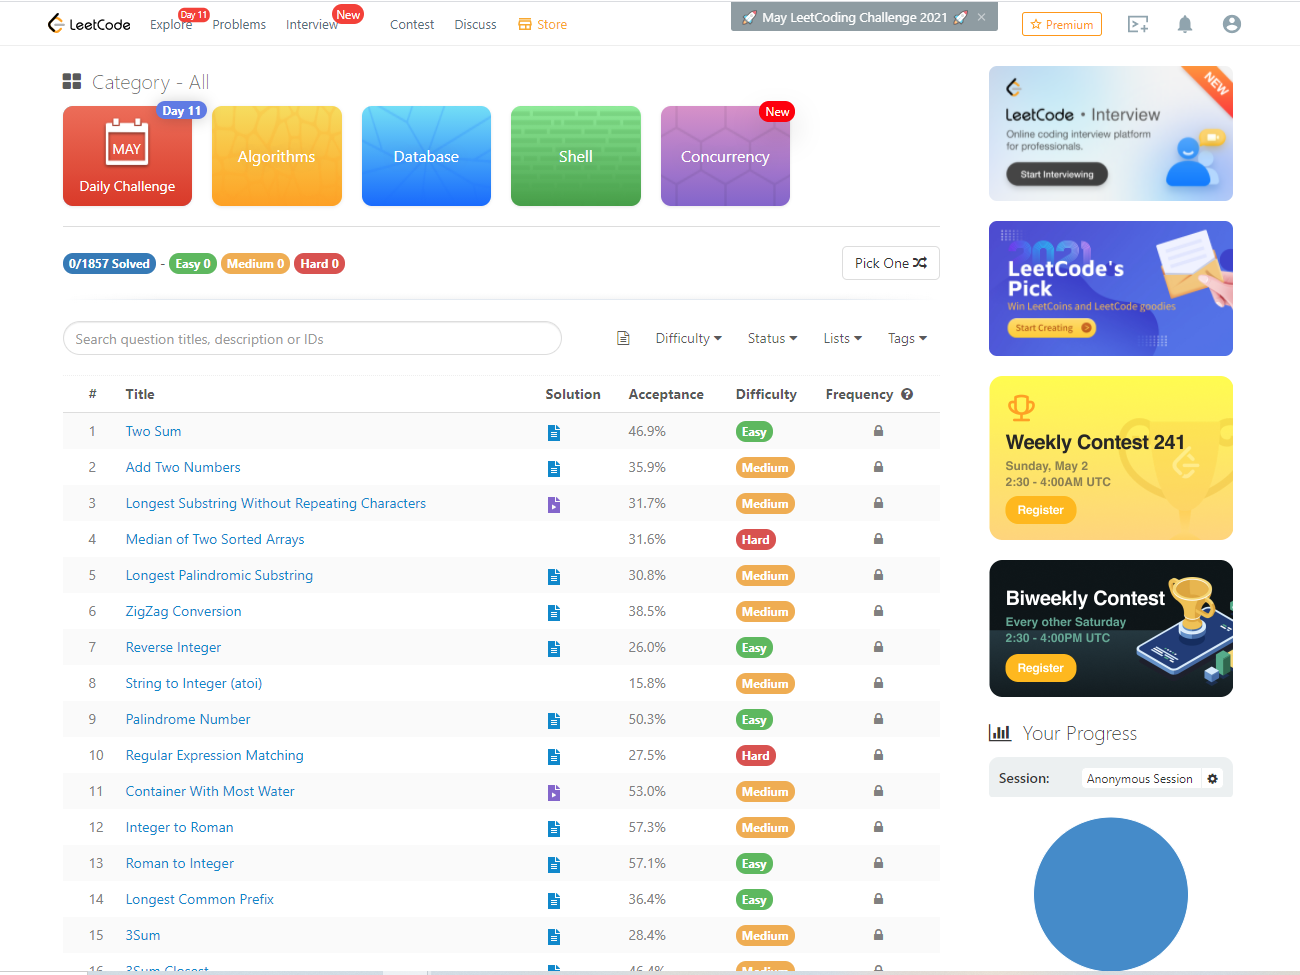 LeetCode Explore Day 11 Problems Interview New Contest Discuss Store May LeetCoding Challenge 2021 × Premium
Category - All
Day 11
MAY
Daily Challenge
Algorithms
Database
Shell
New
Concurrency
0/1857 Solved - Easy 0 Medium 0 Hard 0
Pick One
Search question titles, description or IDs
Difficulty Status Lists Tags
# Title Solution Acceptance Difficulty Frequency ?
1 Two Sum 46.9% Easy
2 Add Two Numbers 35.9% Medium
3 Longest Substring Without Repeating Characters 31.7% Medium
4 Median of Two Sorted Arrays 31.6% Hard
5 Longest Palindromic Substring 30.8% Medium
6 ZigZag Conversion 38.5% Medium
7 Reverse Integer 26.0% Easy
8 String to Integer (atoi) 15.8% Medium
9 Palindrome Number 50.3% Easy
10 Regular Expression Matching 27.5% Hard
11 Container With Most Water 53.0% Medium
12 Integer to Roman 57.3% Medium
13 Roman to Integer 57.1% Easy
14 Longest Common Prefix 36.4% Easy
15 3Sum 28.4% Medium
16 3Sum Closest 46.4% Medium
NEW
LeetCode • Interview
Online coding interview platform
for professionals.
Start Interviewing
2021
LeetCode's
Pick
Win LeetCoins and LeetCode goodies
Start Creating
Weekly Contest 241
Sunday, May 2
2:30 - 4:00AM UTC
Register
Biweekly Contest
Every other Saturday
2:30 - 4:00PM UTC
Register
Your Progress
Session: Anonymous Session